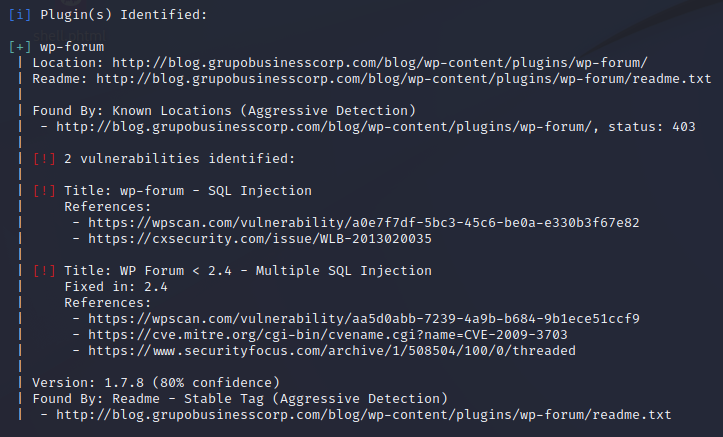 [i] Plugin(s) Identified:
[+] wp-forum
| Location: http://blog.grupobusinesscorp.com/blog/wp-content/plugins/wp-forum/
| Readme: http://blog.grupobusinesscorp.com/blog/wp-content/plugins/wp-forum/readme.txt
|
| Found By: Known Locations (Aggressive Detection)
|  - http://blog.grupobusinesscorp.com/blog/wp-content/plugins/wp-forum/, status: 403
|
| [!] 2 vulnerabilities identified:
|
| [!] Title: wp-forum - SQL Injection
|     References:
|      - https://wpscan.com/vulnerability/a0e7f7df-5bc3-45c6-be0a-e330b3f67e82
|      - https://cxsecurity.com/issue/WLB-2013020035
|
| [!] Title: WP Forum < 2.4 - Multiple SQL Injection
|     Fixed in: 2.4
|     References:
|      - https://wpscan.com/vulnerability/aa5d0abb-7239-4a9b-b684-9b1ece51ccf9
|      - https://cve.mitre.org/cgi-bin/cvename.cgi?name=CVE-2009-3703
|      - https://www.securityfocus.com/archive/1/508504/100/0/threaded
|
| Version: 1.7.8 (80% confidence)
| Found By: Readme - Stable Tag (Aggressive Detection)
|  - http://blog.grupobusinesscorp.com/blog/wp-content/plugins/wp-forum/readme.txt